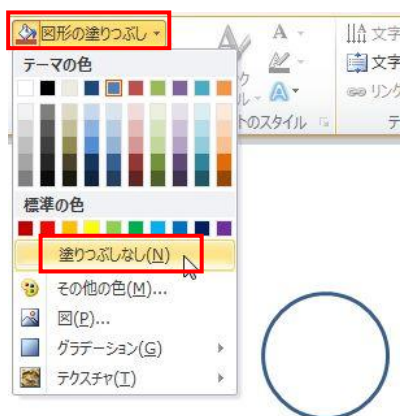 図形の塗りつぶし
A
A
文字
テーマの色
文字
A
リンク
トのスタイル
テ
標準の色
塗りつぶしなし(N)
その他の色(M)...
図(P)...
グラデーション(G)
テクスチャ(T)